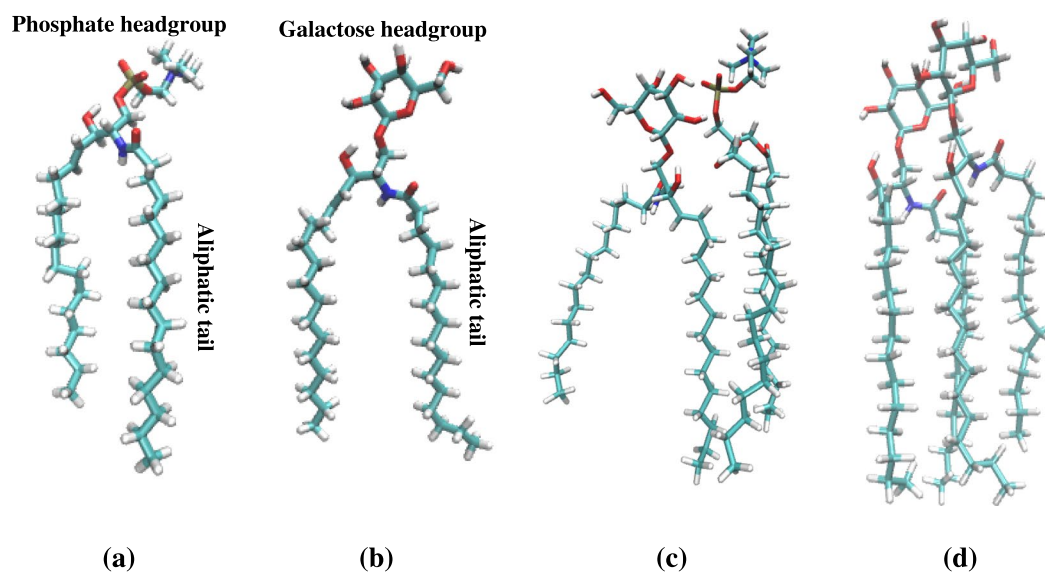 Phosphate headgroup
Galactose headgroup
Aliphatic tail
Aliphatic tail
(a)
(b)
(c)
(d)